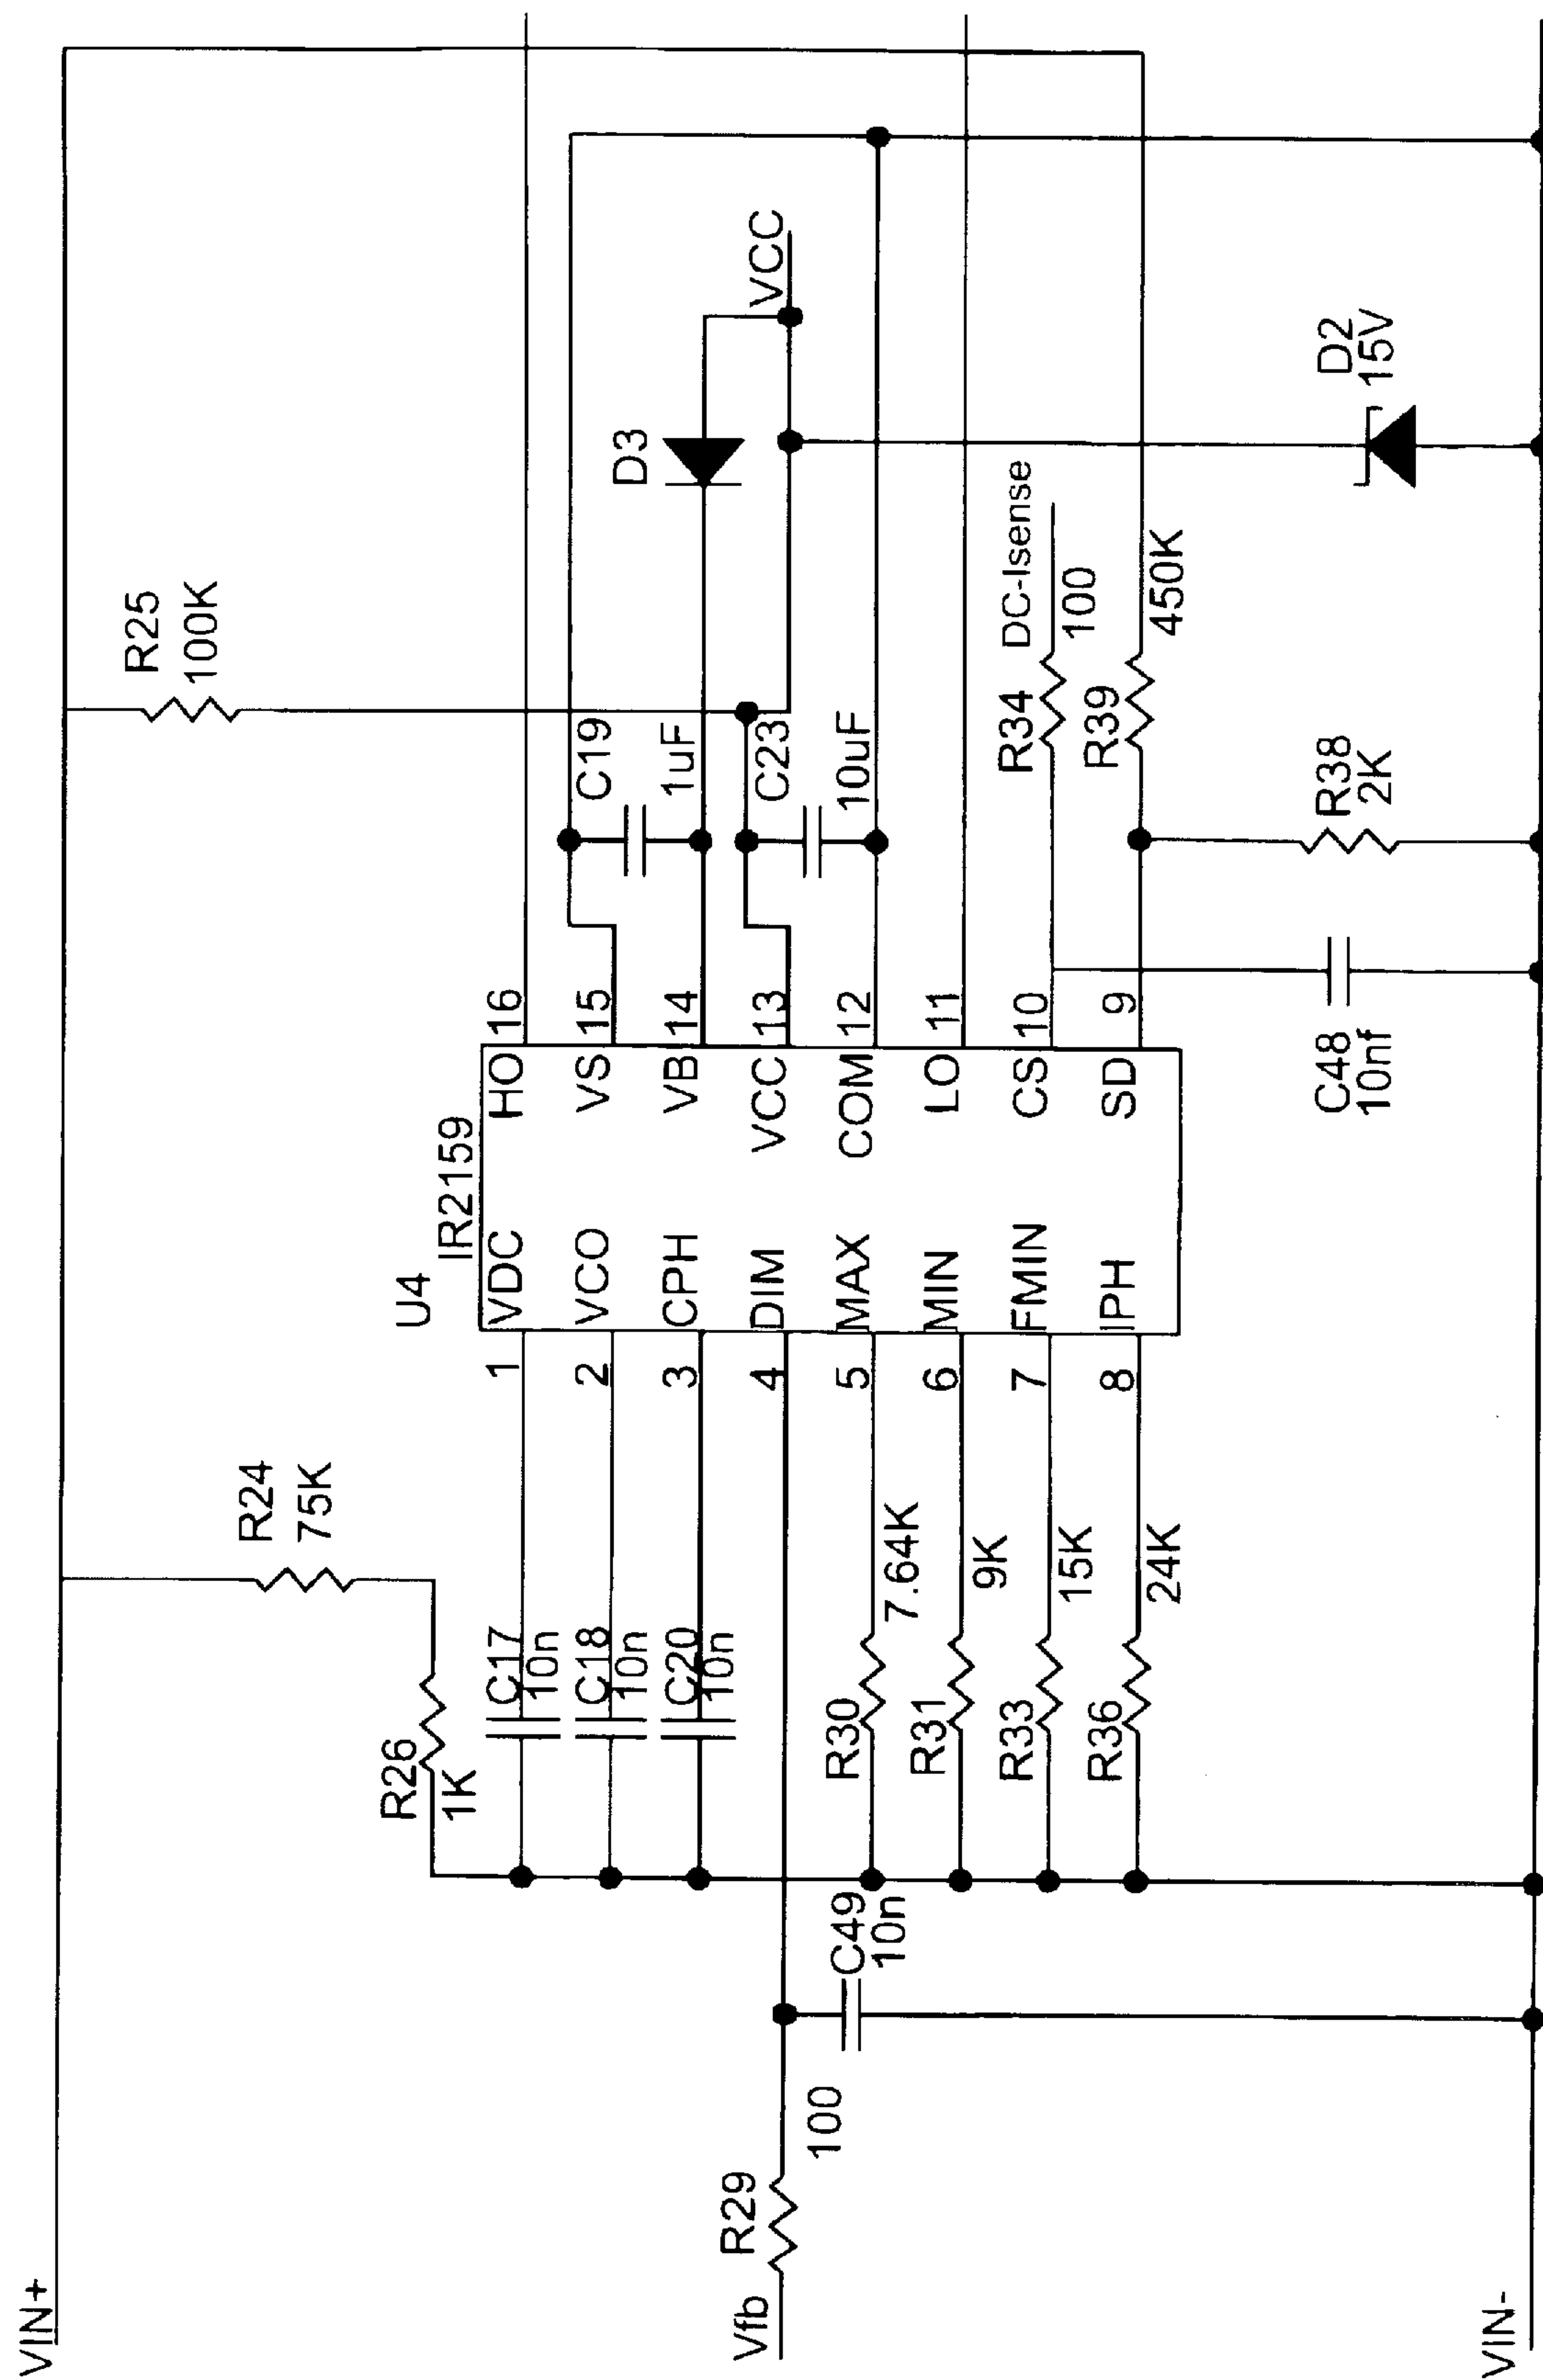 VIN+
R24
75K
R25
100K
R26
1K
U4
IR2159
C17
10n
C18
10n
C20
10n
1
2
3
4
5
6
7
8
VDC
VCO
CPH
DIM
MAX
MIN
FMIN
IPH
HO
VS
VB
VCC
COM
LO
CS
SD
16
15
14
13
12
11
10
9
C19
1uF
C23
10uF
D3
VCC
Vfb
R29
100
C49
10n
R30
7.64K
R31
9K
R33
15K
R36
24K
DC-Isense
R34
100
R39
450K
C48
10nf
R38
2K
D2
15V
VIN-